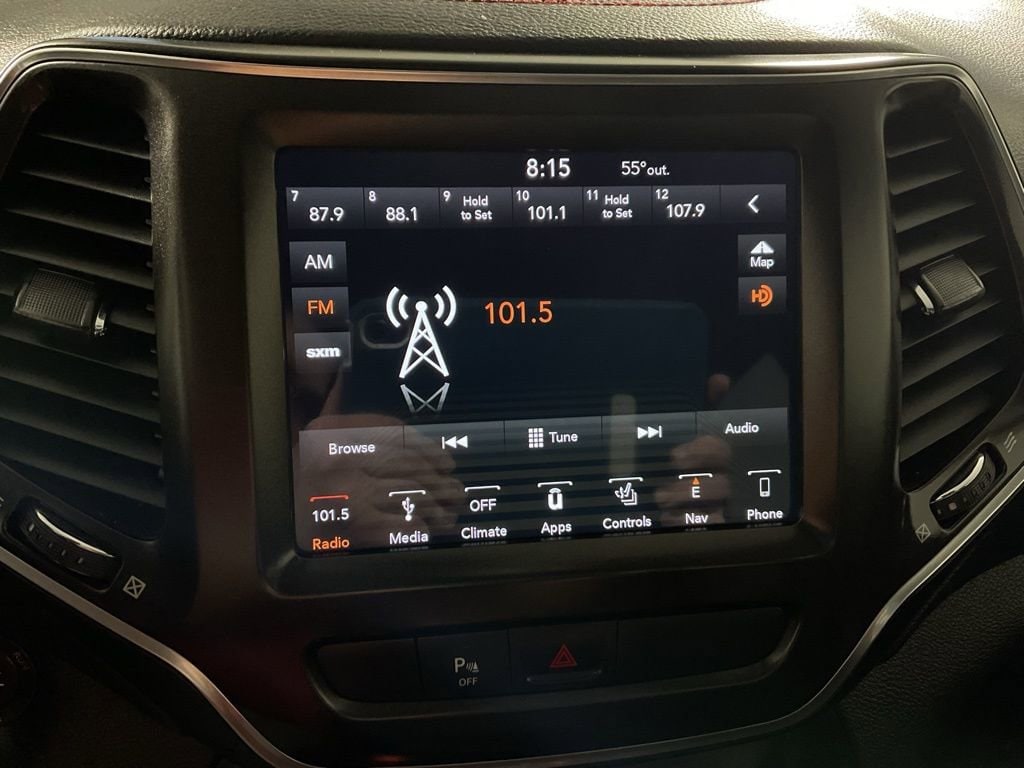 8:15 55°out.
7 87.9 8 88.1 9 Hold to Set 10 101.1 11 Hold to Set 12 107.9
AM
Map
FM
HD
101.5
sxm
Browse Tune Audio
101.5 OFF E
Radio Media Climate Apps Controls Nav Phone
P
OFF